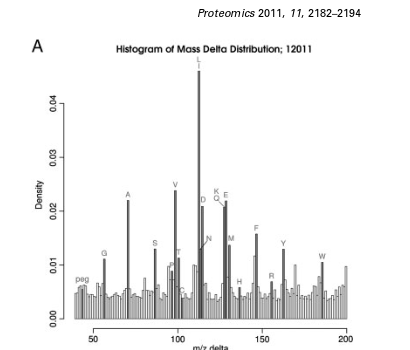 Proteomics 2011, 11, 2182–2194
A
Histogram of Mass Delta Distribution; 12011
L
I
V
A
K
Q
E
D
F
N
M
S
Y
T
G
W
P
R
H
C
peg
Density
0.00
0.01
0.02
0.03
0.04
50
100
150
200
m/z delta